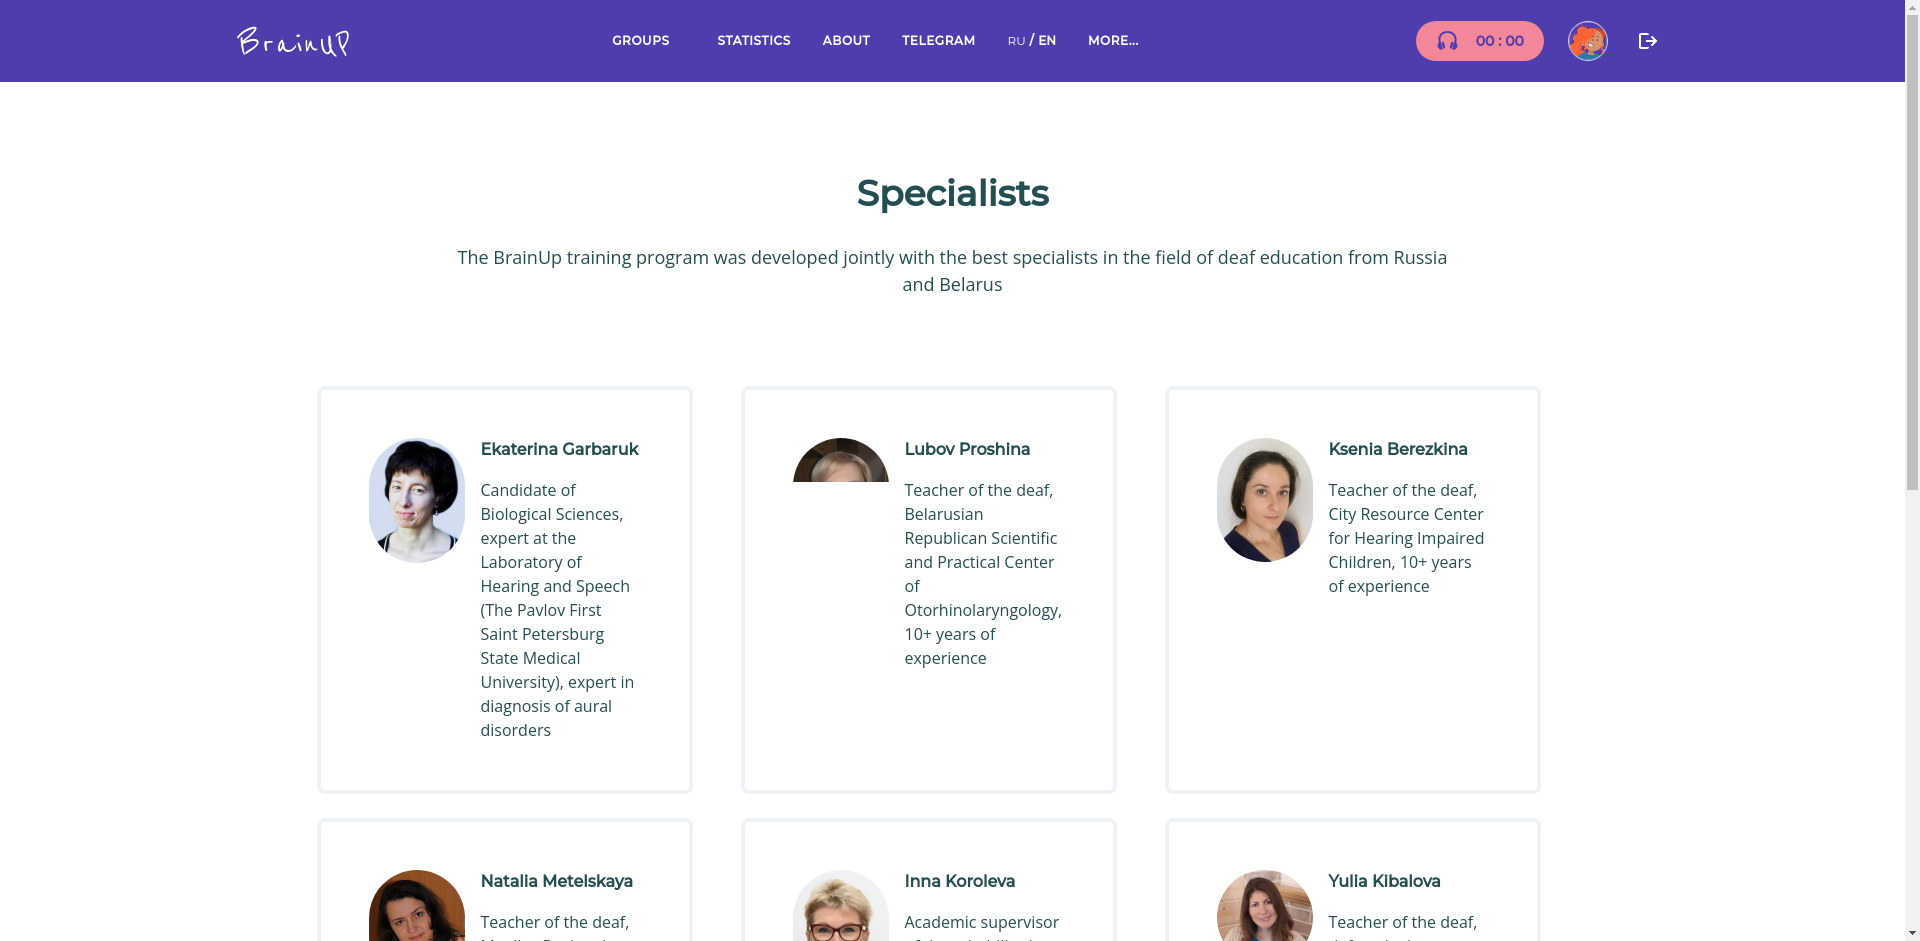 BrainUP
GROUPS STATISTICS ABOUT TELEGRAM RU / EN MORE...
00 : 00
Specialists
The BrainUp training program was developed jointly with the best specialists in the field of deaf education from Russia
and Belarus
Ekaterina Garbaruk
Candidate of
Biological Sciences,
expert at the
Laboratory of
Hearing and Speech
(The Pavlov First
Saint Petersburg
State Medical
University), expert in
diagnosis of aural
disorders
Lubov Proshina
Teacher of the deaf,
Belarusian
Republican Scientific
and Practical Center
of
Otorhinolaryngology,
10+ years of
experience
Ksenia Berezkina
Teacher of the deaf,
City Resource Center
for Hearing Impaired
Children, 10+ years
of experience
Natalia Metelskaya
Teacher of the deaf,
Inna Koroleva
Academic supervisor
Yulia Kibalova
Teacher of the deaf,